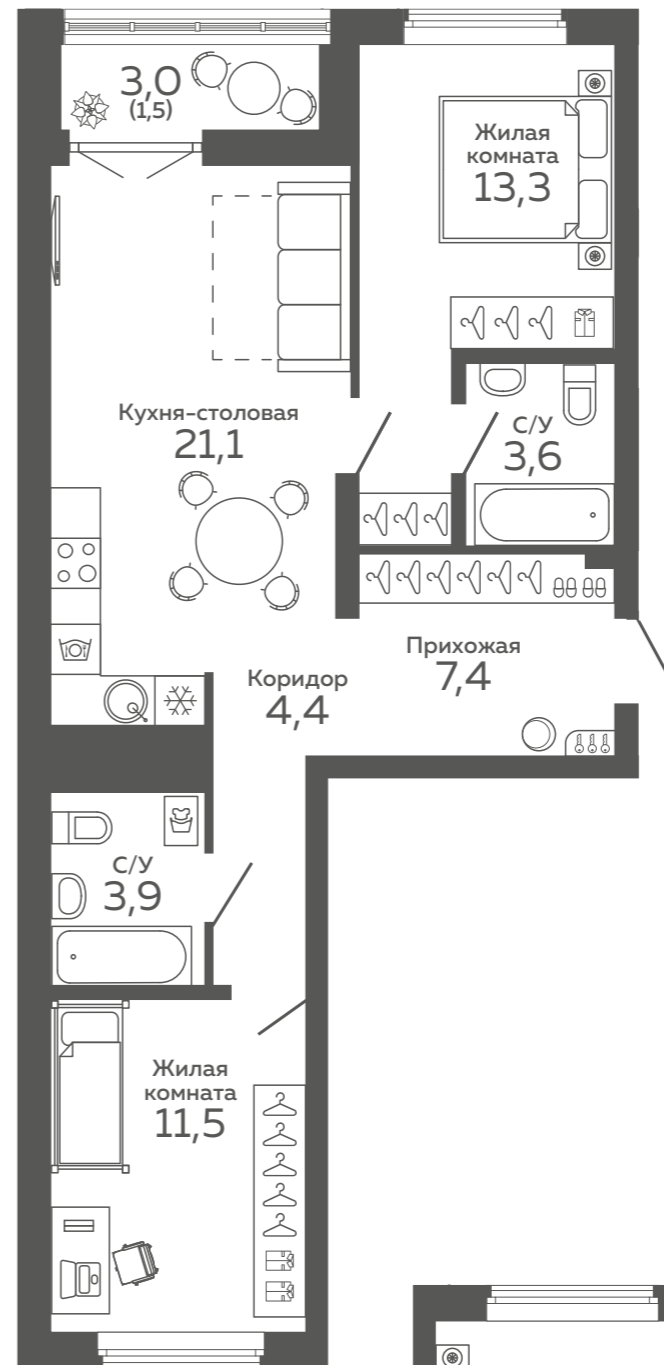 3,0
(1,5)
Жилая
комната
13,3
Кухня-столовая
21,1
С/У
3,6
Прихожая
7,4
Коридор
4,4
С/У
3,9
Жилая
комната
11,5